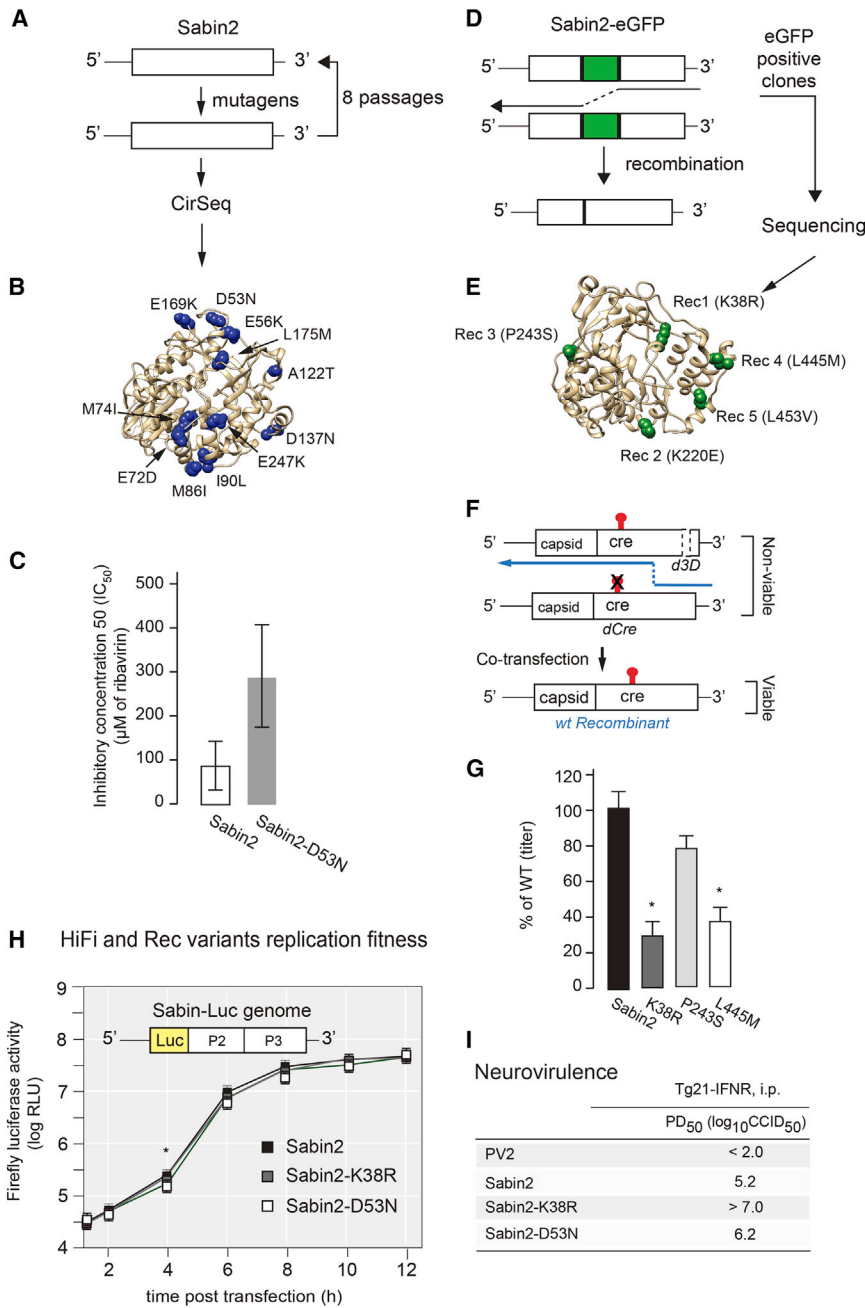 A
Sabin2
5’
3’
mutagens
8 passages
5’
3’
CirSeq
B
E169K
D53N
E56K
L175M
A122T
M74I
D137N
E247K
E72D
M86I
I90L
C
Inhibitory concentration 50 (IC50)
(µM of ribavirin)
500
400
300
200
100
0
Sabin2
Sabin2-D53N
D
Sabin2-eGFP
eGFP
positive
clones
5’
3’
5’
3’
recombination
5’
3’
Sequencing
E
Rec1 (K38R)
Rec 3 (P243S)
Rec 4 (L445M)
Rec 5 (L453V)
Rec 2 (K220E)
F
5’
capsid
cre
3’
d3D
Non-viable
5’
capsid
cre
3’
dCre
Co-transfection
5’
capsid
cre
3’
Viable
wt Recombinant
G
% of WT (titer)
120
100
80
60
40
20
0
*
*
Sabin2
K38R
P243S
L445M
H HiFi and Rec variants replication fitness
Firefly luciferase activity
(log RLU)
9
8
7
6
5
4
Sabin-Luc genome
5’
Luc
P2
P3
3’
*
Sabin2
Sabin2-K38R
Sabin2-D53N
2 4 6 8 10 12
time post transfection (h)
I
Neurovirulence
Tg21-IFNR, i.p.
PD50 (log10CCID50)
PV2 < 2.0
Sabin2 5.2
Sabin2-K38R > 7.0
Sabin2-D53N 6.2